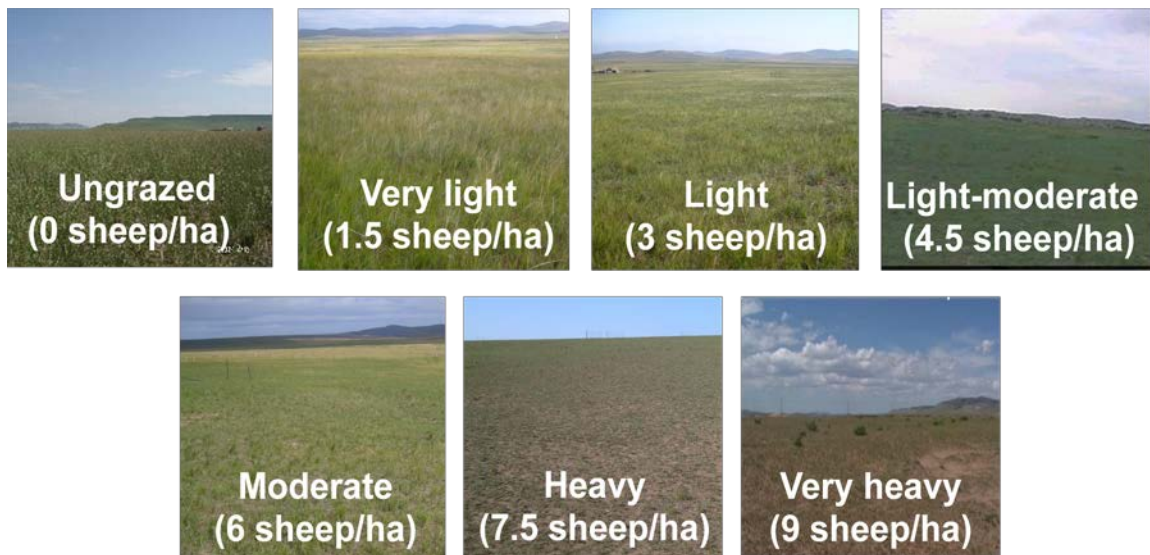 Ungrazed
(0 sheep/ha)
Very light
(1.5 sheep/ha)
Light
(3 sheep/ha)
Light-moderate
(4.5 sheep/ha)
Moderate
(6 sheep/ha)
Heavy
(7.5 sheep/ha)
Very heavy
(9 sheep/ha)